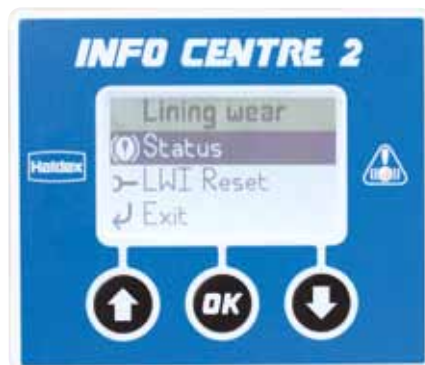 INFO CENTRE 2
Lining wear
Status
LWI Reset
Exit
Haldex
OK